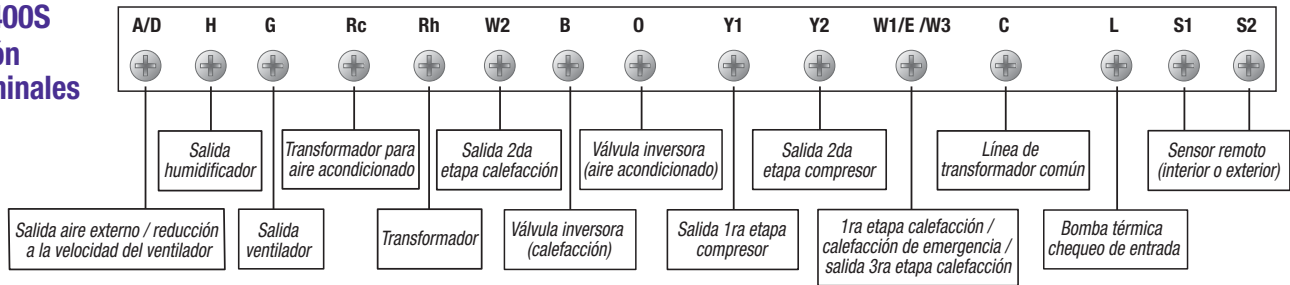 400S
ón
minales
A/D H G Rc Rh W2 B O Y1 Y2 W1/E /W3 C L S1 S2
Salida
humidificador
Transformador para
aire acondicionado
Salida 2da
etapa calefacción
Válvula inversora
(aire acondicionado)
Salida 2da
etapa compresor
Línea de
transformador común
Sensor remoto
(interior o exterior)
Salida aire externo / reducción
a la velocidad del ventilador
Salida
ventilador
Transformador
Válvula inversora
(calefacción)
Salida 1ra etapa
compresor
1ra etapa calefacción /
calefacción de emergencia /
salida 3ra etapa calefacción
Bomba térmica
chequeo de entrada